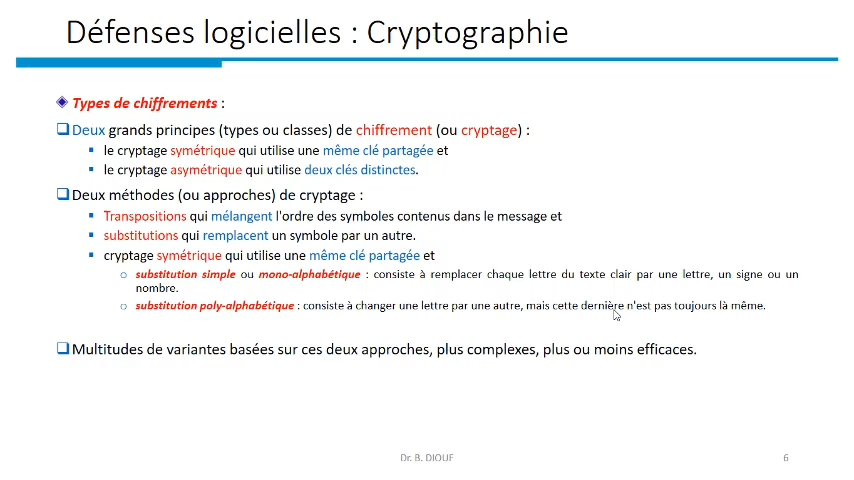 Défenses logicielles : Cryptographie
Types de chiffrements :
Deux grands principes (types ou classes) de chiffrement (ou cryptage) :
le cryptage symétrique qui utilise une même clé partagée et
le cryptage asymétrique qui utilise deux clés distinctes.
Deux méthodes (ou approches) de cryptage :
Transpositions qui mélangent l'ordre des symboles contenus dans le message et
substitutions qui remplacent un symbole par un autre.
cryptage symétrique qui utilise une même clé partagée et
substitution simple ou mono-alphabétique : consiste à remplacer chaque lettre du texte clair par une lettre, un signe ou un
nombre.
substitution poly-alphabétique : consiste à changer une lettre par une autre, mais cette dernière n'est pas toujours là même.
Multitudes de variantes basées sur ces deux approches, plus complexes, plus ou moins efficaces.
Dr. B. DIOUF
6